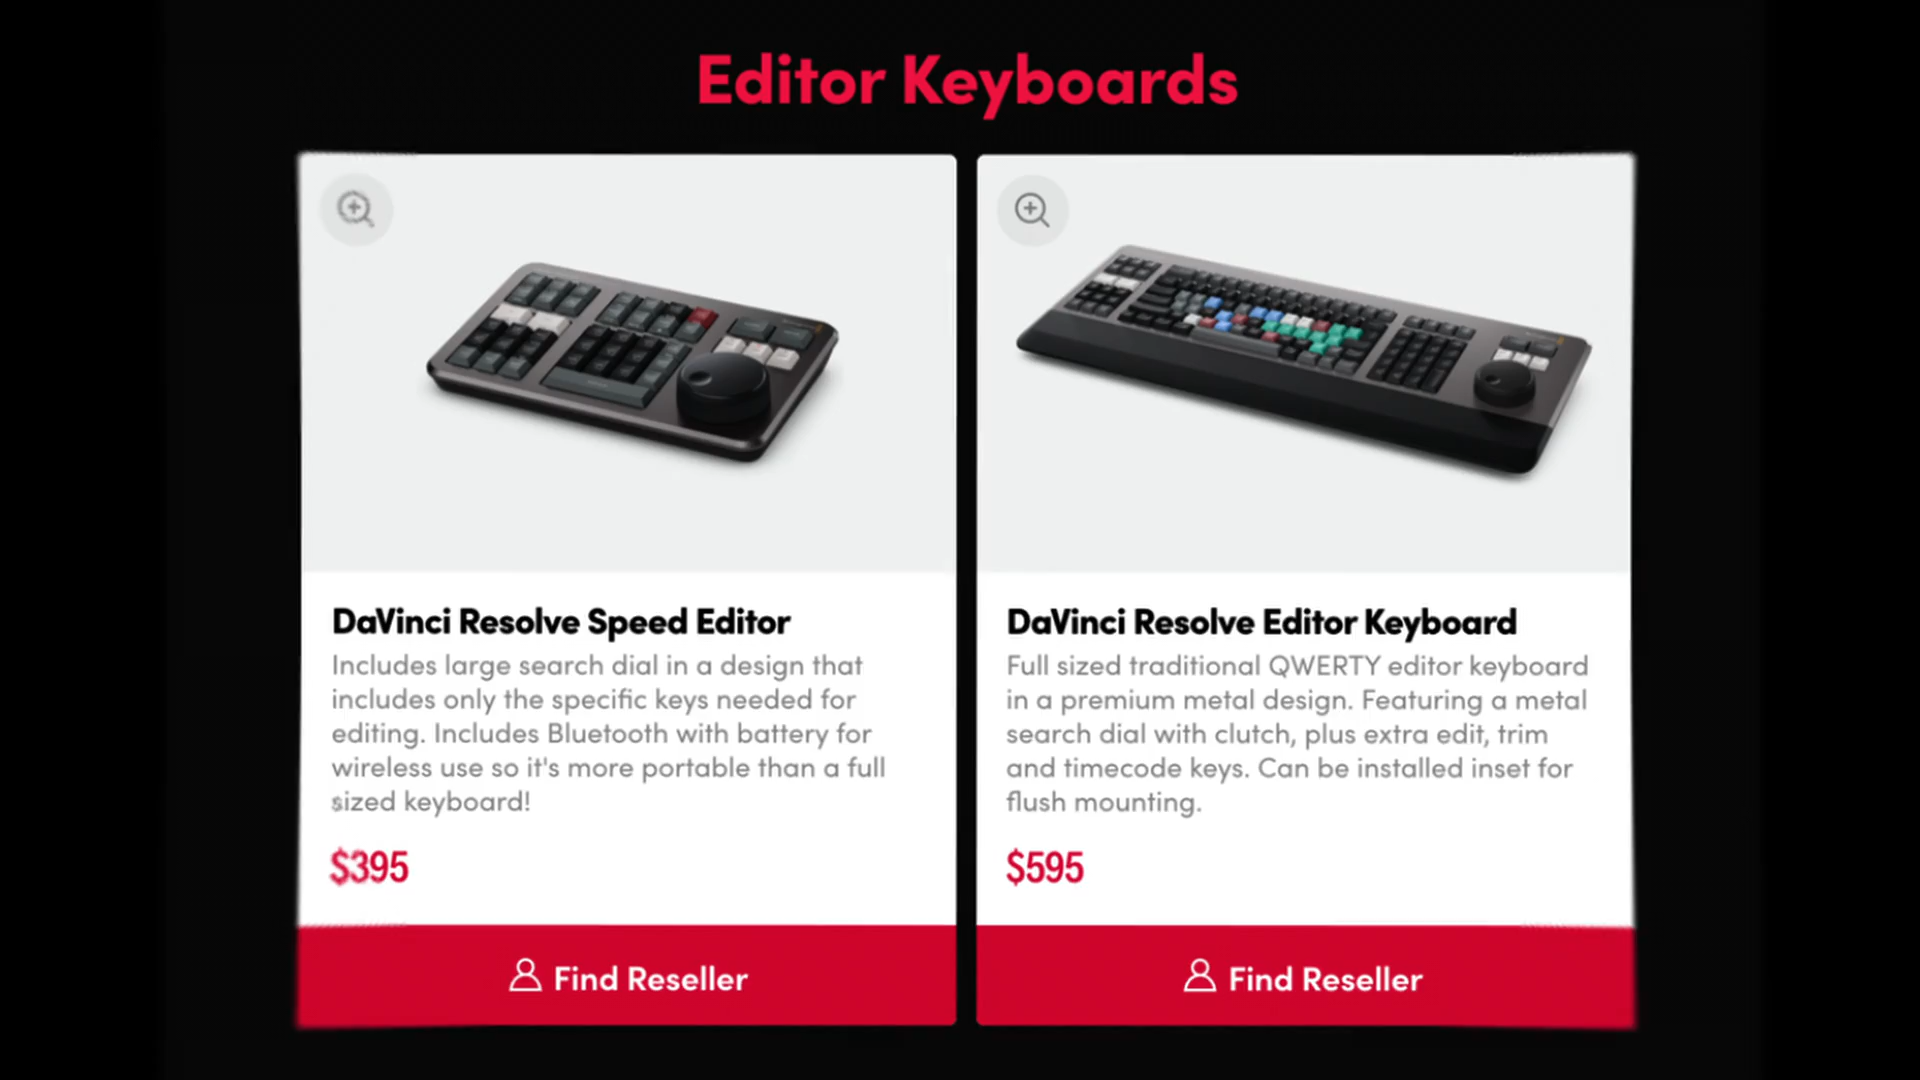 Editor Keyboards
DaVinci Resolve Speed Editor
Includes large search dial in a design that
includes only the specific keys needed for
editing. Includes Bluetooth with battery for
wireless use so it's more portable than a full
sized keyboard!
$395
Find Reseller
DaVinci Resolve Editor Keyboard
Full sized traditional QWERTY editor keyboard
in a premium metal design. Featuring a metal
search dial with clutch, plus extra edit, trim
and timecode keys. Can be installed inset for
flush mounting.
$595
Find Reseller